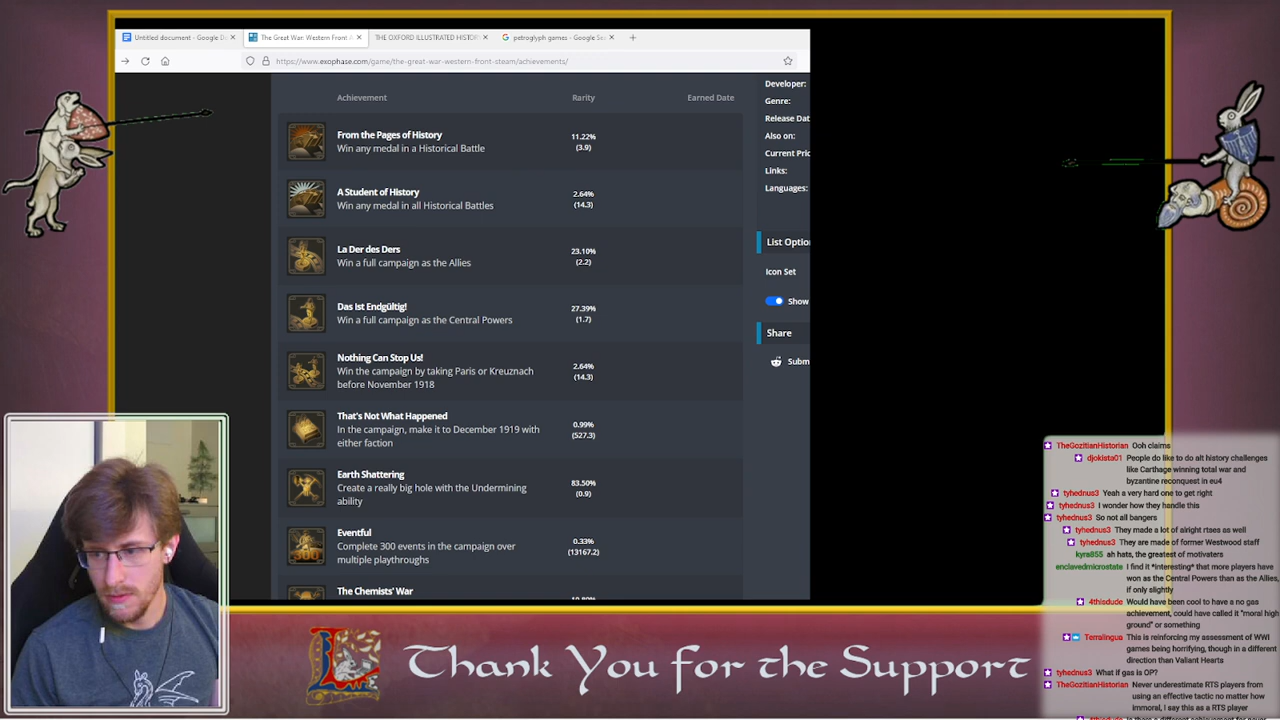 Untitled document - Google D
The Great War: Western Front A
THE OXFORD ILLUSTRATED HISTOR
petroglyph games - Google Se
https://www.exophase.com/game/the-great-war-western-front-steam/achievements/
Achievement
Rarity
Earned Date
From the Pages of History
Win any medal in a Historical Battle
11.22%
(3.9)
A Student of History
Win any medal in all Historical Battles
2.64%
(14.3)
La Der des Ders
Win a full campaign as the Allies
23.10%
(2.2)
Das Ist Endgültig!
Win a full campaign as the Central Powers
27.39%
(1.7)
Nothing Can Stop Us!
Win the campaign by taking Paris or Kreuznach
before November 1918
2.64%
(14.3)
That's Not What Happened
In the campaign, make it to December 1919 with
either faction
0.99%
(527.3)
Earth Shattering
Create a really big hole with the Undermining
ability
83.50%
(0.9)
Eventful
Complete 300 events in the campaign over
multiple playthroughs
0.33%
(13167.2)
The Chemists' War
Developer:
Genre:
Release Dat
Also on:
Current Pric
Links:
Languages:
List Optio
Icon Set
Show
Share
Subm
TheGozitianHistorian Ooh claims
djokista01 People do like to do alt history challenges
like Carthage winning total war and
byzantine reconquest in eu4
tyhednus3 Yeah a very hard one to get right
tyhednus3 I wonder how they handle this
tyhednus3 So not all bangers
tyhednus3 They made a lot of alright rtses as well
tyhednus3 They are made of former Westwood staff
kyra855 ah hats, the greatest of motivaters
enclavedmicrostate I find it *interesting* that more players have
won as the Central Powers than as the Allies,
if only slightly
4thisdude Would have been cool to have a no gas
achievement, could have called it "moral high
ground" or something
Terralingua This is reinforcing my assessment of WWI
games being horrifying, though in a different
direction than Valiant Hearts
tyhednus3 What if gas is OP?
TheGozitianHistorian Never underestimate RTS players from
using an effective tactic no matter how
immoral, I say this as a RTS player
Thank You for the Support